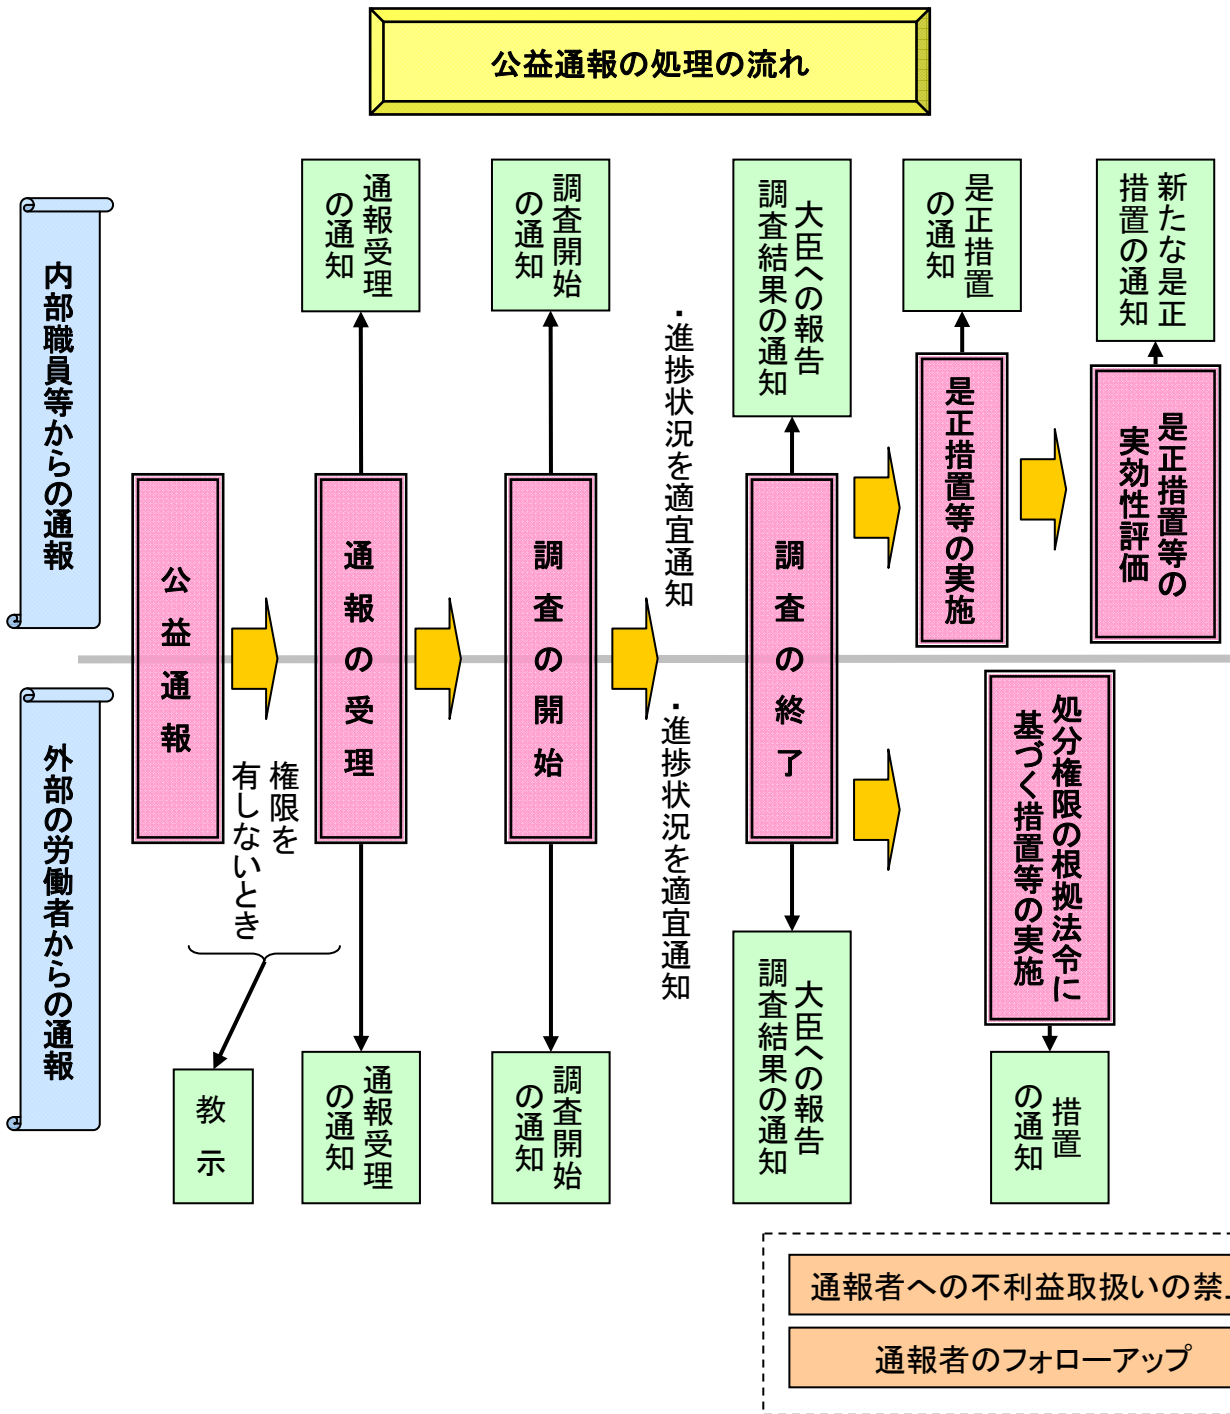 公益通報の処理の流れ
内部職員等からの通報
外部の労働者からの通報
通報受理
の通知
調査開始
の通知
・進捗状況を適宜通知
大臣への報告
調査結果の通知
是正措置
の通知
新たな是正
措置の通知
公益通報
通報の受理
調査の開始
調査の終了
是正措置等の実施
是正措置等の
実効性評価
権限を
有しないとき
・進捗状況を適宜通知
処分権限の根拠法令に
基づく措置等の実施
教示
通報受理
の通知
調査開始
の通知
大臣への報告
調査結果の通知
措置
の通知
通報者への不利益取扱いの禁
通報者のフォローアップ